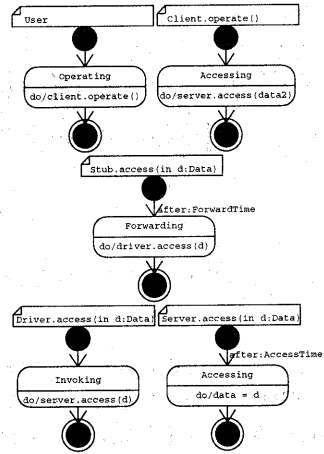 User
Client.operate()
Operating
do/client.operate()
Accessing
do/server.access(data2)
Stub.access(in d:Data)
after:ForwardTime
Forwarding
do/driver.access(d)
Driver.access(in d:Data)
Server.access(in d:Data)
after:AccessTime
Invoking
do/server.access(d)
Accessing
do/data = d